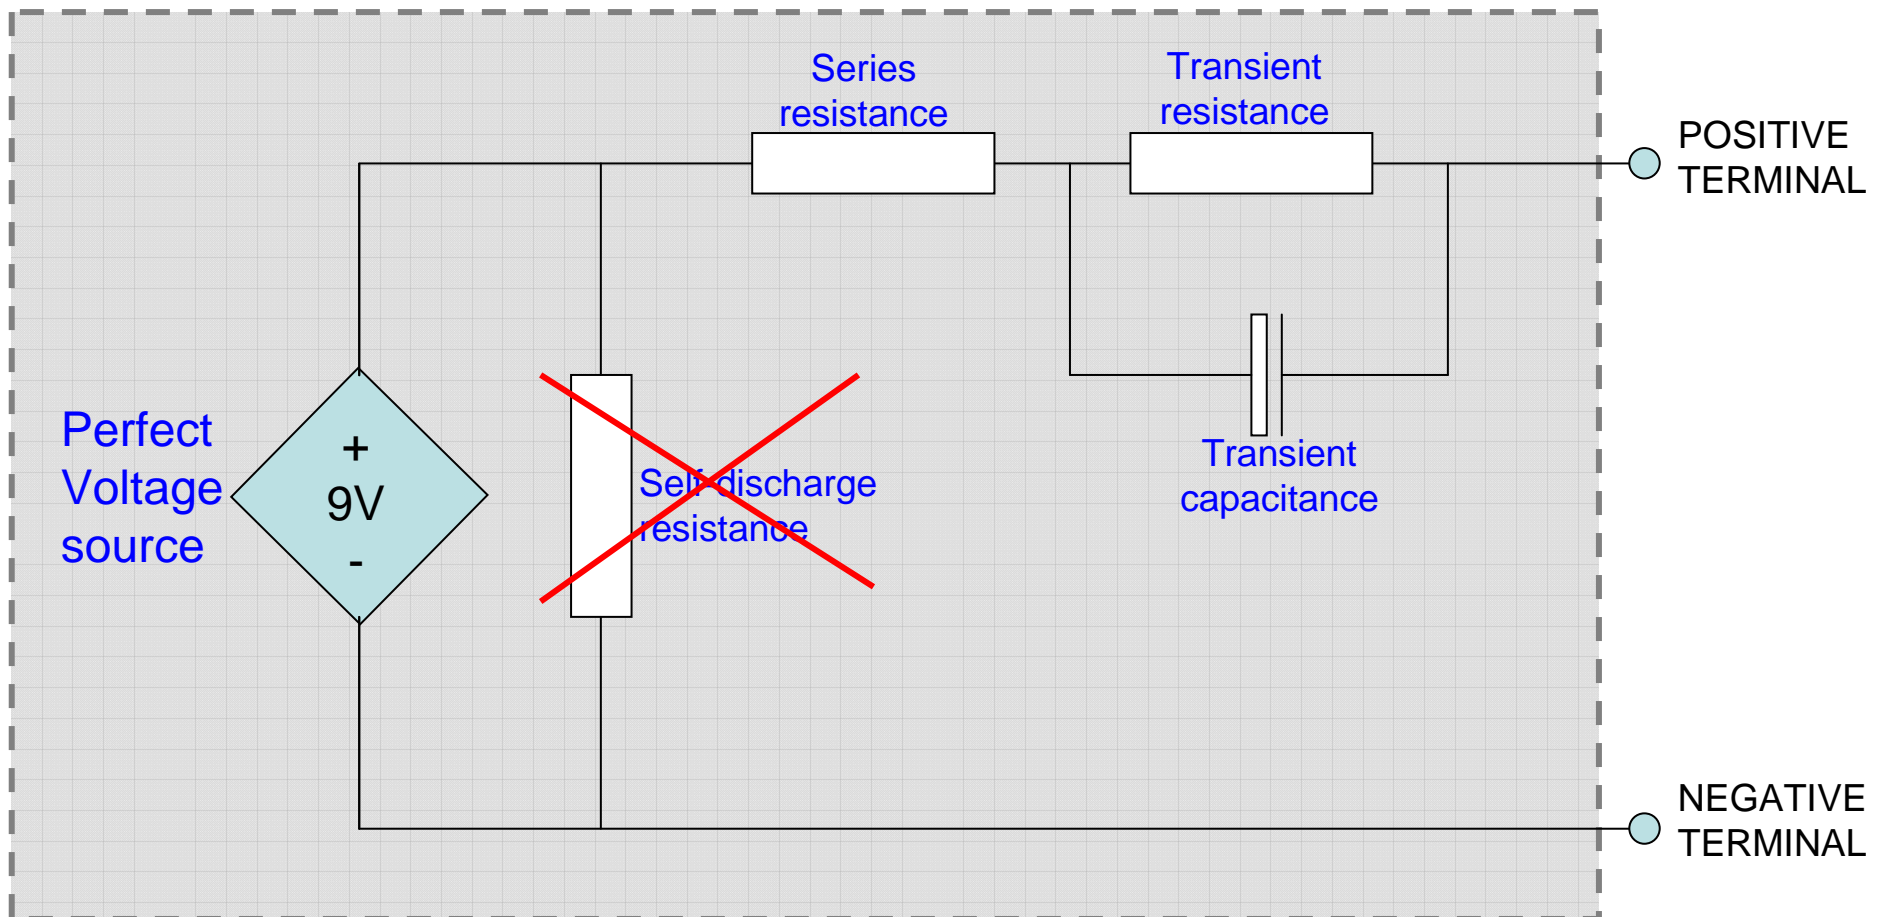 Series
resistance
Transient
resistance
POSITIVE
TERMINAL
Perfect
Voltage
source
+
9V
-
Self-discharge
resistance
Transient
capacitance
NEGATIVE
TERMINAL